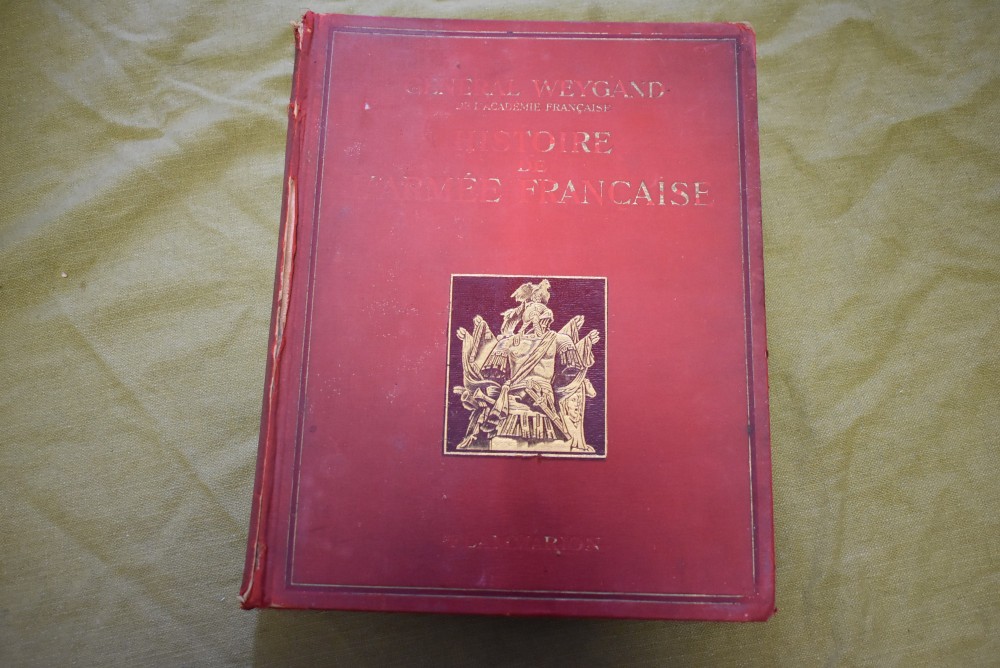 GÉNÉRAL WEYGAND
DE L'ACADÉMIE FRANÇAISE
HISTOIRE
DE
L'ARMÉE FRANÇAISE
FLAMMARION